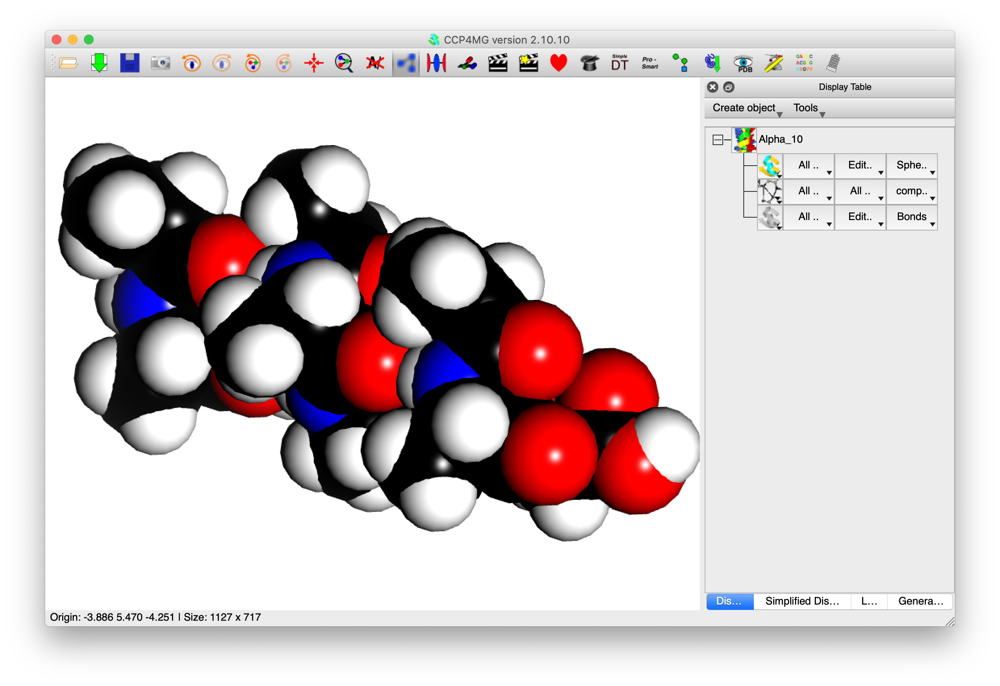 CCP4MG version 2.10.10
Simple
DT
Pro -
Smart
PDB
Display Table
Create object Tools
Alpha_10
All .. Edit.. Sphe..
All .. All .. comp..
All .. Edit.. Bonds
Dis... Simplified Dis... L... Genera...
Origin: -3.886 5.470 -4.251 | Size: 1127 x 717